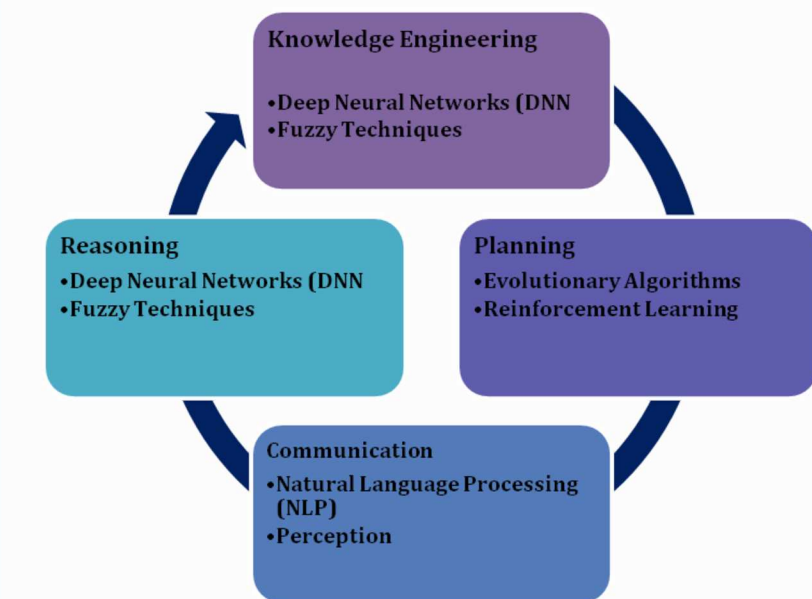 Knowledge Engineering
•Deep Neural Networks (DNN
•Fuzzy Techniques
Reasoning
•Deep Neural Networks (DNN
•Fuzzy Techniques
Planning
•Evolutionary Algorithms
•Reinforcement Learning
Communication
•Natural Language Processing
(NLP)
•Perception